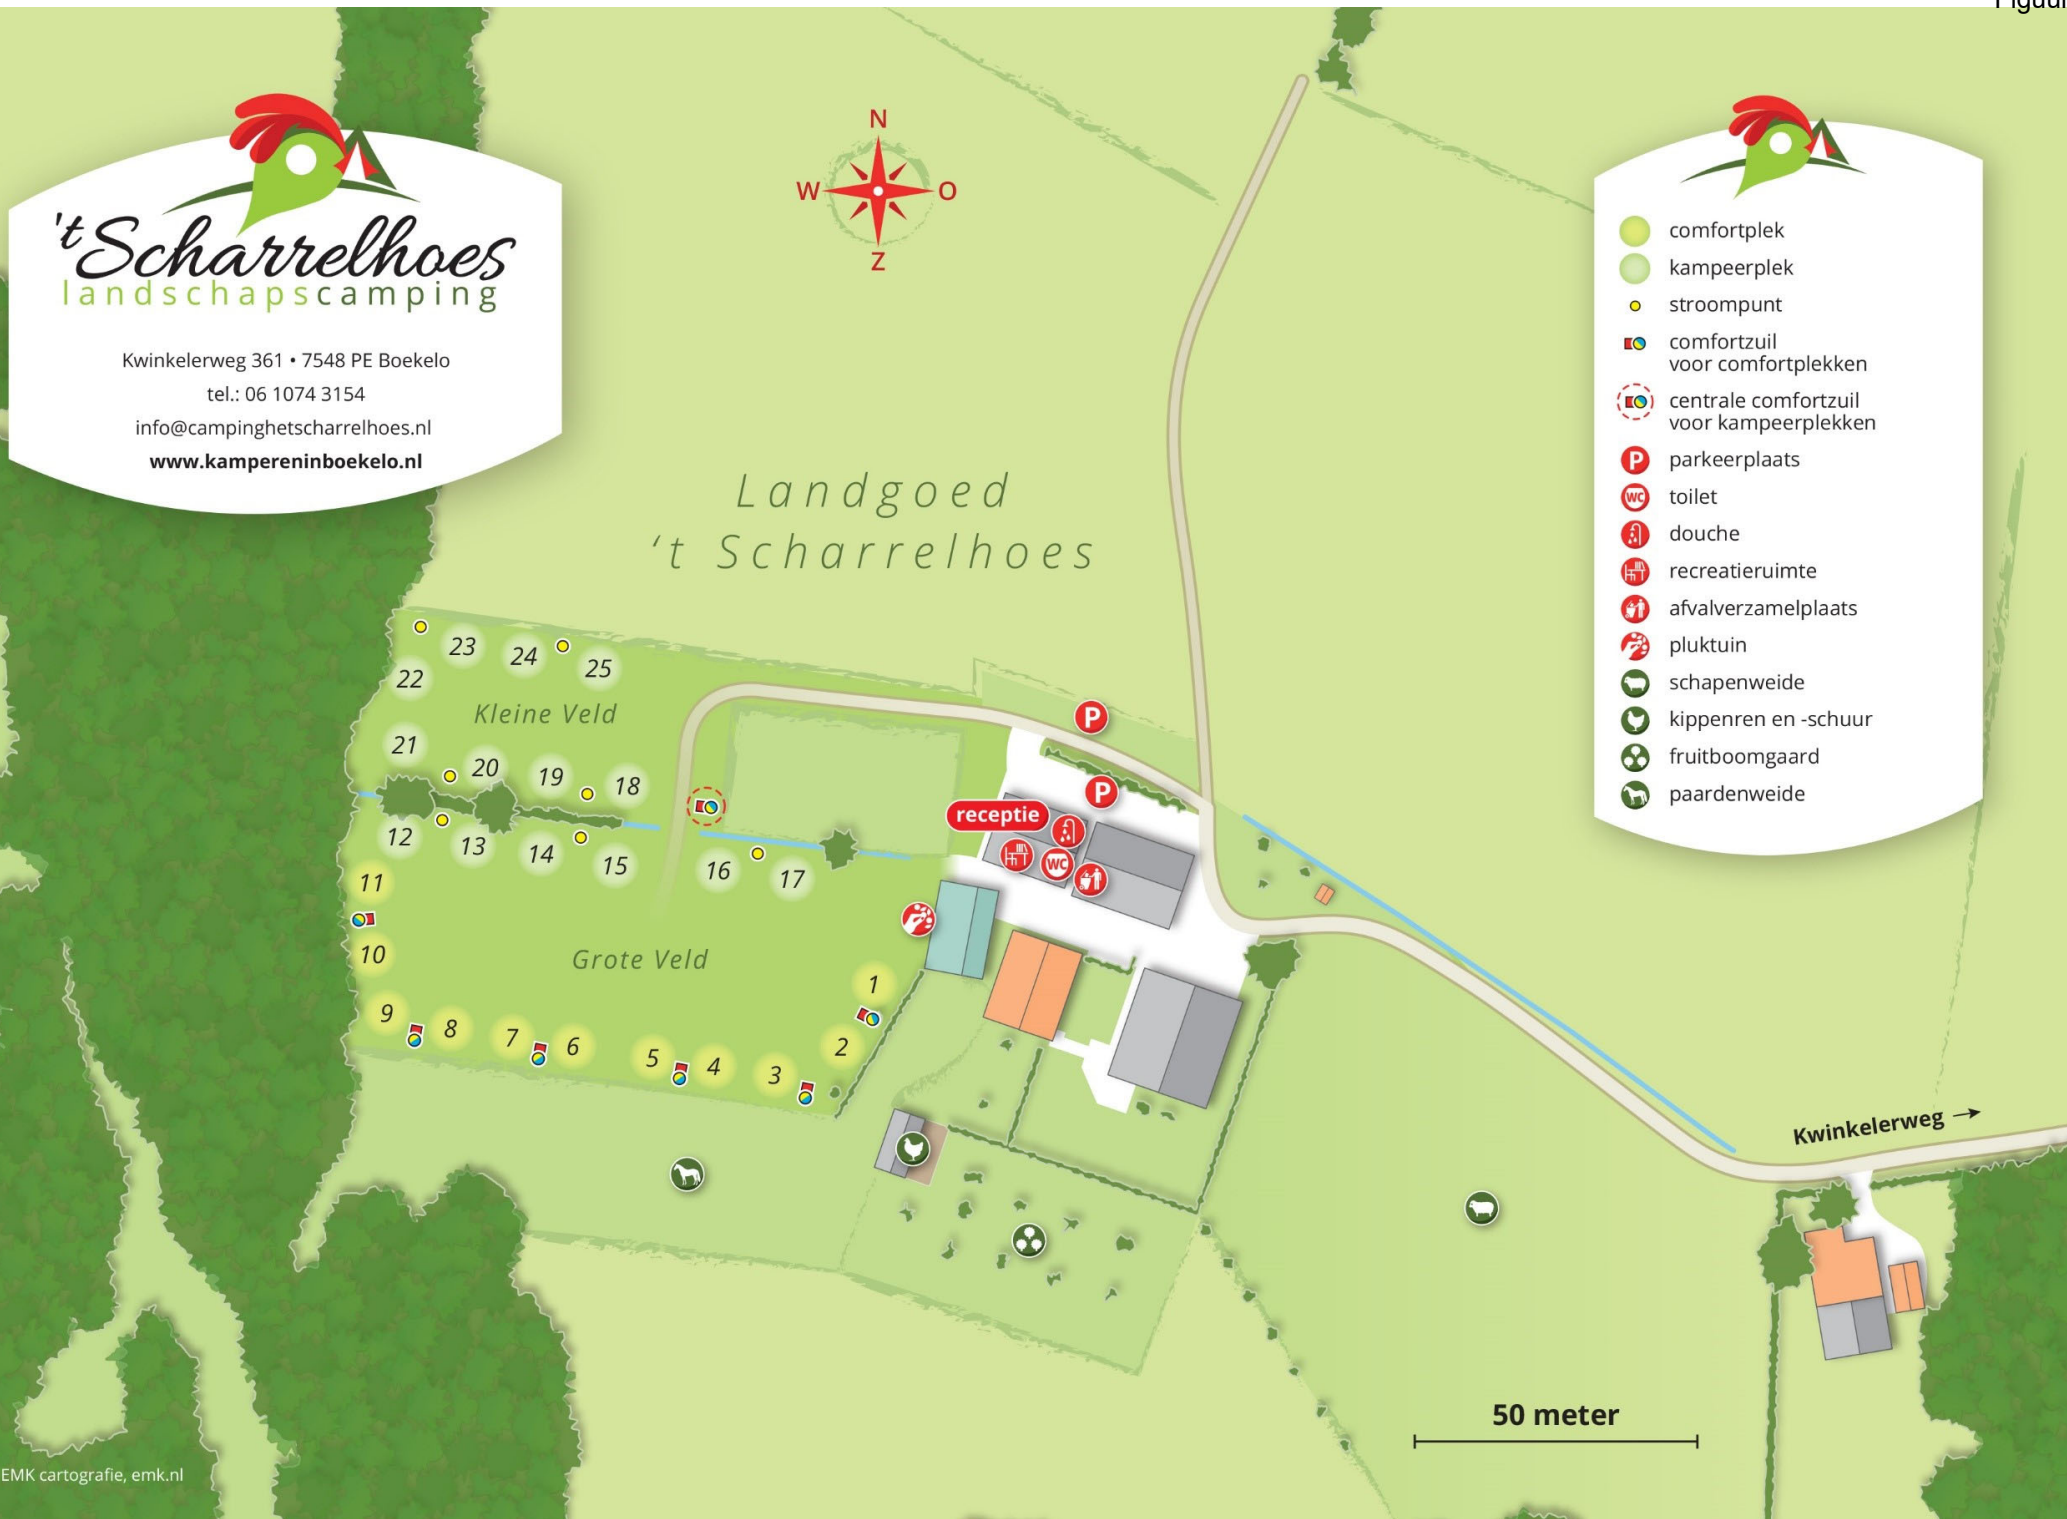 't Scharrelhoes
landschapscamping
Kwinkelerweg 361 • 7548 PE Boekelo
tel.: 06 1074 3154
info@campinghetscharrelhoes.nl
www.kampereninboekelo.nl
N
W
O
Z
Landgoed
‘t Scharrelhoes
comfortplek
kampeerplek
stroompunt
comfortzuil
voor comfortplekken
centrale comfortzuil
voor kampeerplekken
P
parkeerplaats
WC
toilet
douche
recreatieruimte
afvalverzamelplaats
pluktuin
schapenweide
kippenren en -schuur
fruitboomgaard
paardenweide
23
24
25
22
Kleine Veld
21
20
19
18
P
P
receptie
WC
12
13
14
15
16
17
11
10
Grote Veld
1
9
8
7
6
5
4
3
2
Kwinkelerweg →
50 meter
EMK cartografie, emk.nl